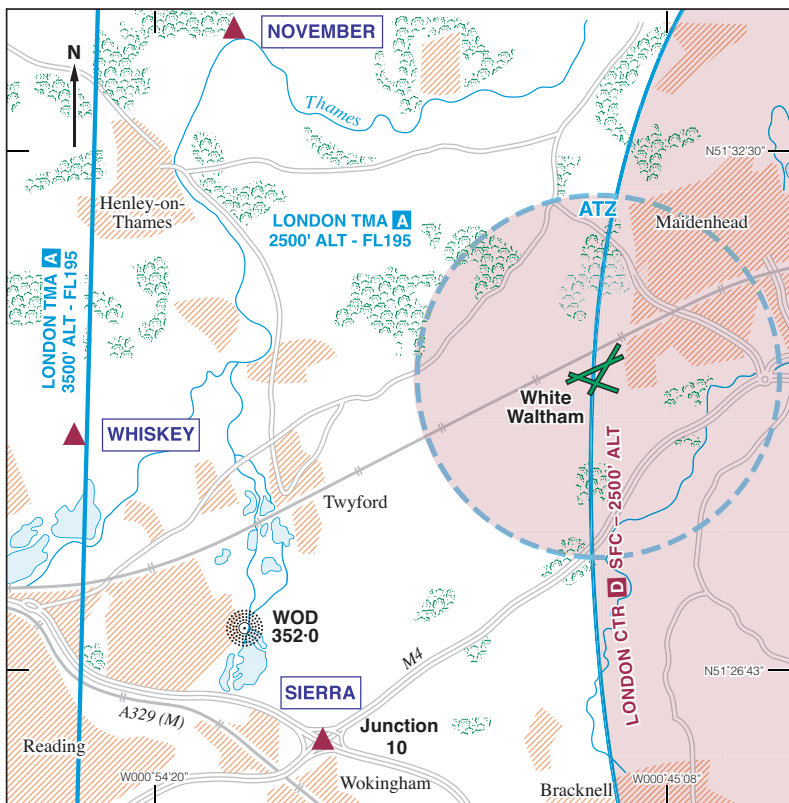 NOVEMBER
N
Thames
N51°32'30"
Henley-on-
Thames
LONDON TMA A
2500' ALT - FL195
ATZ
Maidenhead
LONDON TMA A
3500' ALT - FL195
White
Waltham
WHISKEY
Twyford
LONDON CTR D SFC – 2500' ALT
WOD
352·0
M4
N51°26'43"
SIERRA
A329 (M)
Junction
10
Reading
W000°54'20"
Wokingham
Bracknell
W000°45'08"